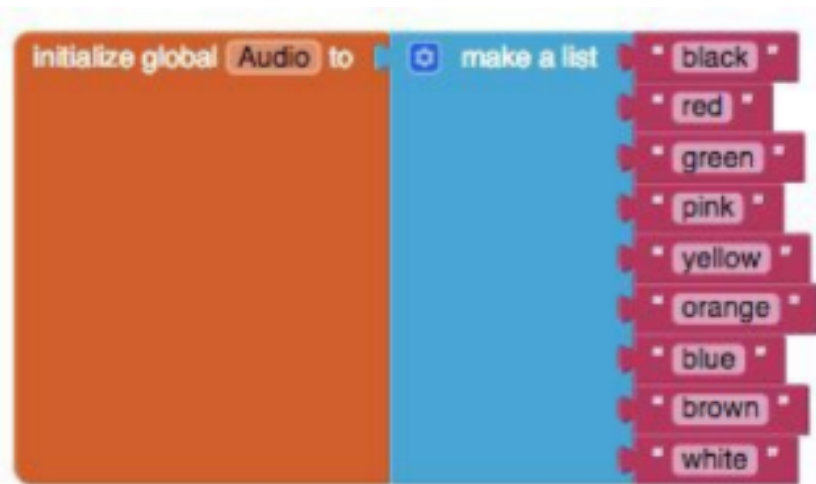 initialize global Audio to make a list " black "
" red "
" green "
" pink "
" yellow "
" orange "
" blue "
" brown "
" white "